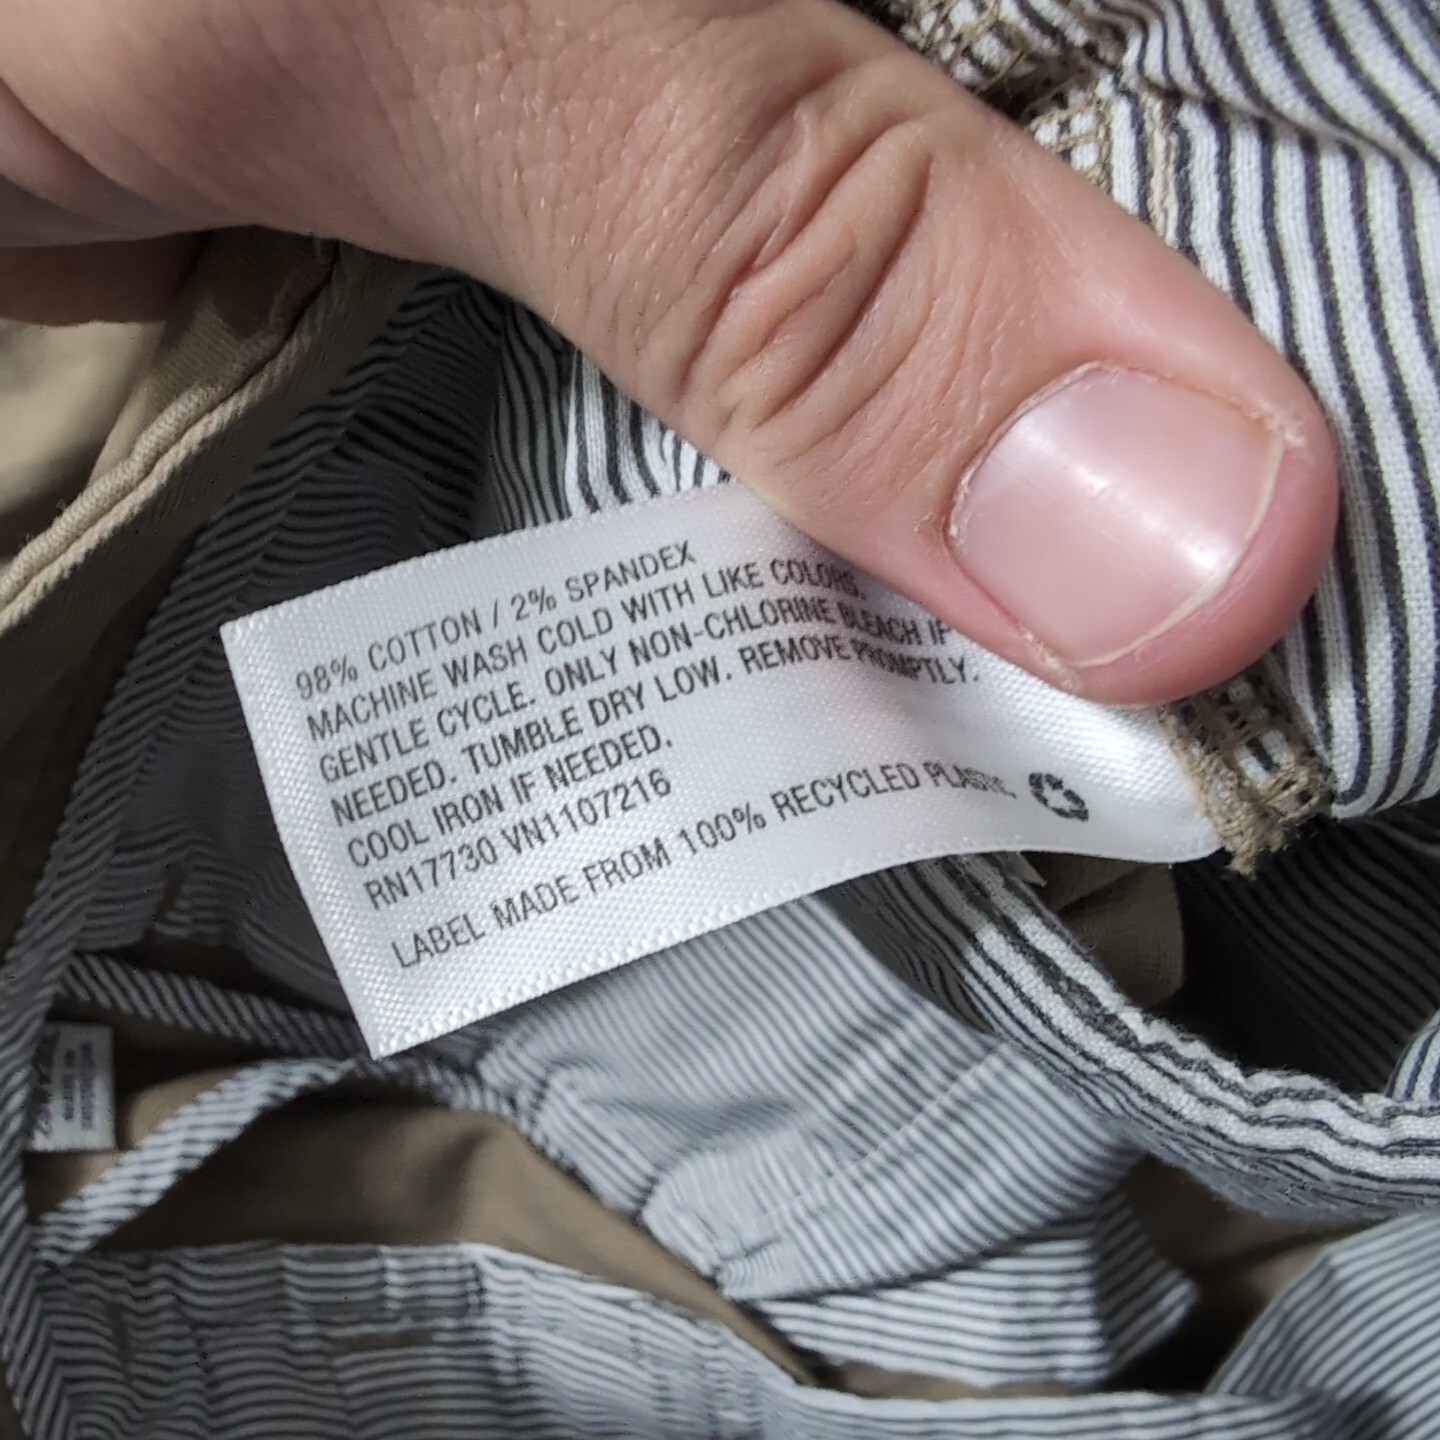 98% COTTON / 2% SPANDEX
MACHINE WASH COLD WITH LIKE COLORS.
GENTLE CYCLE. ONLY NON-CHLORINE BLEACH IF
NEEDED. TUMBLE DRY LOW. REMOVE PROMPTLY.
COOL IRON IF NEEDED.
RN17730 VN1107216
LABEL MADE FROM 100% RECYCLED PLASTIC